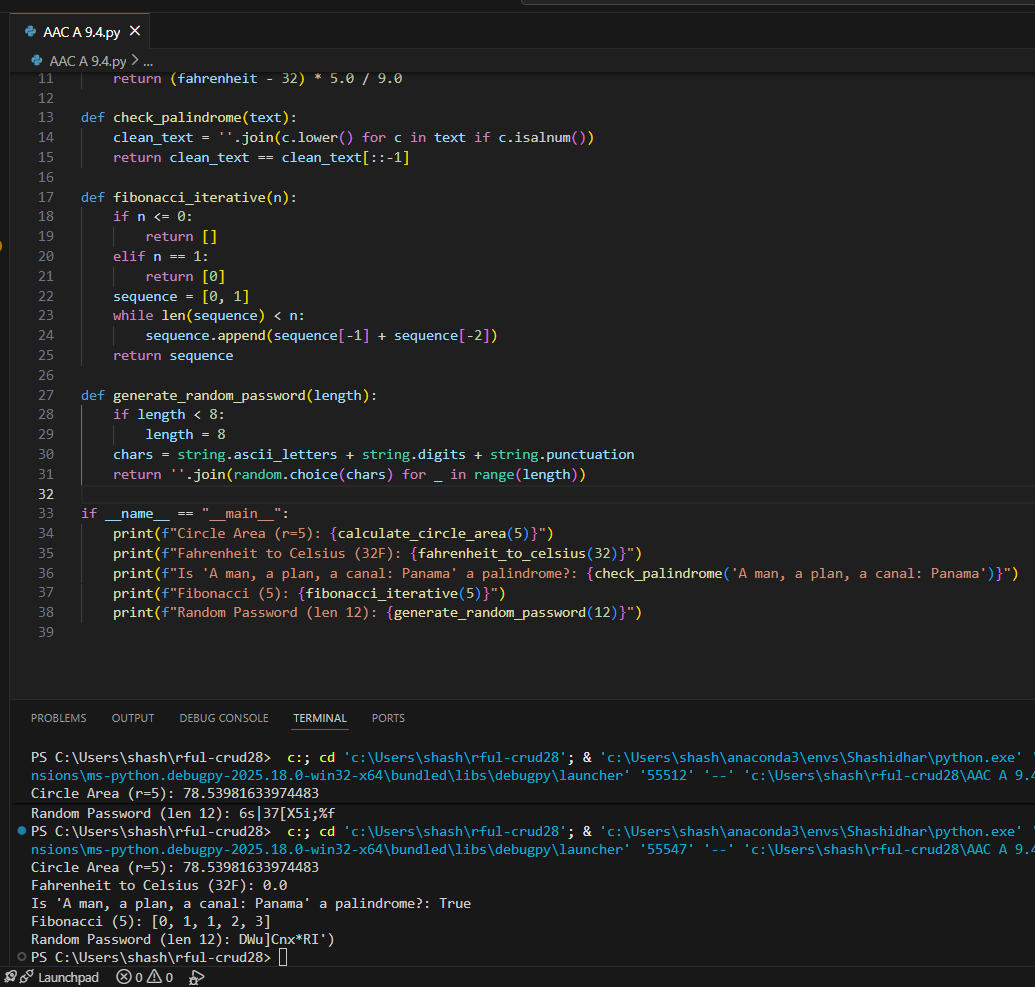 AAC A 9.4.py
AAC A 9.4.py > ...
11 return (fahrenheit - 32) * 5.0 / 9.0
12
13 def check_palindrome(text):
14     clean_text = ''.join(c.lower() for c in text if c.isalnum())
15     return clean_text == clean_text[::-1]
16
17 def fibonacci_iterative(n):
18     if n <= 0:
19         return []
20     elif n == 1:
21         return [0]
22     sequence = [0, 1]
23     while len(sequence) < n:
24         sequence.append(sequence[-1] + sequence[-2])
25     return sequence
26
27 def generate_random_password(length):
28     if length < 8:
29         length = 8
30     chars = string.ascii_letters + string.digits + string.punctuation
31     return ''.join(random.choice(chars) for _ in range(length))
32
33 if __name__ == "__main__":
34     print(f"Circle Area (r=5): {calculate_circle_area(5)}")
35     print(f"Fahrenheit to Celsius (32F): {fahrenheit_to_celsius(32)}")
36     print(f"Is 'A man, a plan, a canal: Panama' a palindrome?: {check_palindrome('A man, a plan, a canal: Panama')}")
37     print(f"Fibonacci (5): {fibonacci_iterative(5)}")
38     print(f"Random Password (len 12): {generate_random_password(12)}")
39
PROBLEMS OUTPUT DEBUG CONSOLE TERMINAL PORTS
PS C:\Users\shash\rful-crud28>  c:; cd 'c:\Users\shash\rful-crud28'; & 'c:\Users\shash\anaconda3\envs\Shashidhar\python.exe' '
nsions\ms-python.debugpy-2025.18.0-win32-x64\bundled\libs\debugpy\launcher' '55512' '--' 'c:\Users\shash\rful-crud28\AAC A 9.4
Circle Area (r=5): 78.53981633974483
Random Password (len 12): 6s|37[X5i;%f
PS C:\Users\shash\rful-crud28>  c:; cd 'c:\Users\shash\rful-crud28'; & 'c:\Users\shash\anaconda3\envs\Shashidhar\python.exe' '
nsions\ms-python.debugpy-2025.18.0-win32-x64\bundled\libs\debugpy\launcher' '55547' '--' 'c:\Users\shash\rful-crud28\AAC A 9.4
Circle Area (r=5): 78.53981633974483
Fahrenheit to Celsius (32F): 0.0
Is 'A man, a plan, a canal: Panama' a palindrome?: True
Fibonacci (5): [0, 1, 1, 2, 3]
Random Password (len 12): DWu]Cnx*RI')
PS C:\Users\shash\rful-crud28>
Launchpad 0 0